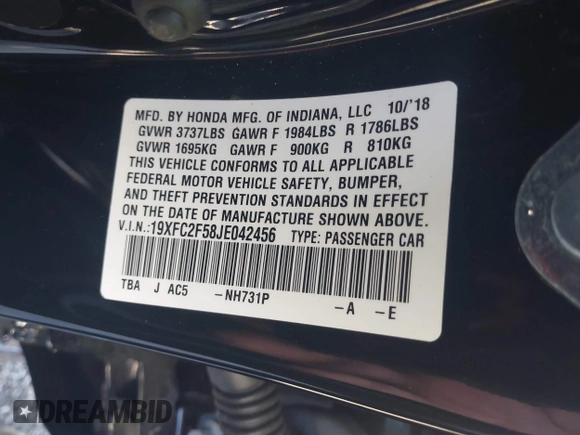 MFD. BY HONDA MFG. OF INDIANA, LLC 10/'18
GVWR 3737LBS GAWR F 1984LBS R 1786LBS
GVWR 1695KG GAWR F 900KG R 810KG
THIS VEHICLE CONFORMS TO ALL APPLICABLE
FEDERAL MOTOR VEHICLE SAFETY, BUMPER,
AND THEFT PREVENTION STANDARDS IN EFFECT
ON THE DATE OF MANUFACTURE SHOWN ABOVE.
V.I.N.:19XFC2F58JE042456 TYPE: PASSENGER CAR
TBA J AC5 -NH731P -A -E
DREAMBID